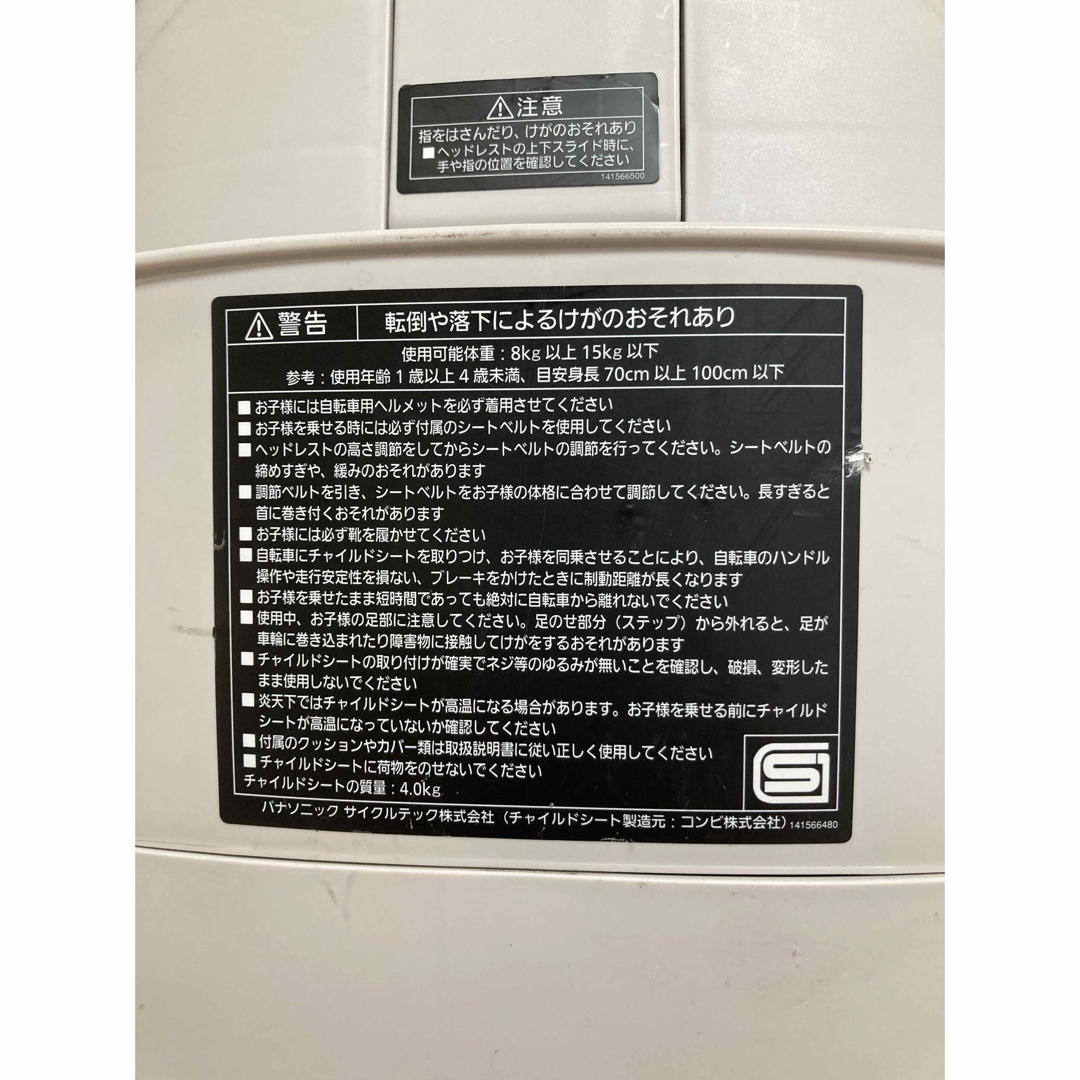 ⚠注意
指をはさんだり、けがのおそれあり
■ヘッドレストの上下スライド時に、
手や指の位置を確認してください
141566500
⚠警告 転倒や落下によるけがのおそれあり
使用可能体重：8kg 以上 15kg 以下
参考：使用年齢 1 歳以上 4 歳未満、目安身長 70cm 以上 100cm 以下
■お子様には自転車用ヘルメットを必ず着用させてください
■お子様を乗せる時には必ず付属のシートベルトを使用してください
■ヘッドレストの高さ調節をしてからシートベルトの調節を行ってください。シートベルトの
締めすぎや、緩みのおそれがあります
■調節ベルトを引き、シートベルトをお子様の体格に合わせて調節してください。長すぎると
首に巻き付くおそれがあります
■お子様には必ず靴を履かせてください
■自転車にチャイルドシートを取りつけ、お子様を同乗させることにより、自転車のハンドル
操作や走行安定性を損ない、ブレーキをかけたときに制動距離が長くなります
■お子様を乗せたまま短時間であっても絶対に自転車から離れないでください
■使用中、お子様の足部に注意してください。足のせ部分（ステップ）から外れると、足が
車輪に巻き込まれたり障害物に接触してけがをするおそれがあります
■チャイルドシートの取り付けが確実でネジ等のゆるみが無いことを確認し、破損、変形した
まま使用しないでください
■炎天下ではチャイルドシートが高温になる場合があります。お子様を乗せる前にチャイルド
シートが高温になっていないか確認してください
■付属のクッションやカバー類は取扱説明書に従い正しく使用してください
■チャイルドシートに荷物をのせないでください
チャイルドシートの質量：4.0kg
パナソニック サイクルテック株式会社（チャイルドシート製造元：コンビ株式会社）141566480